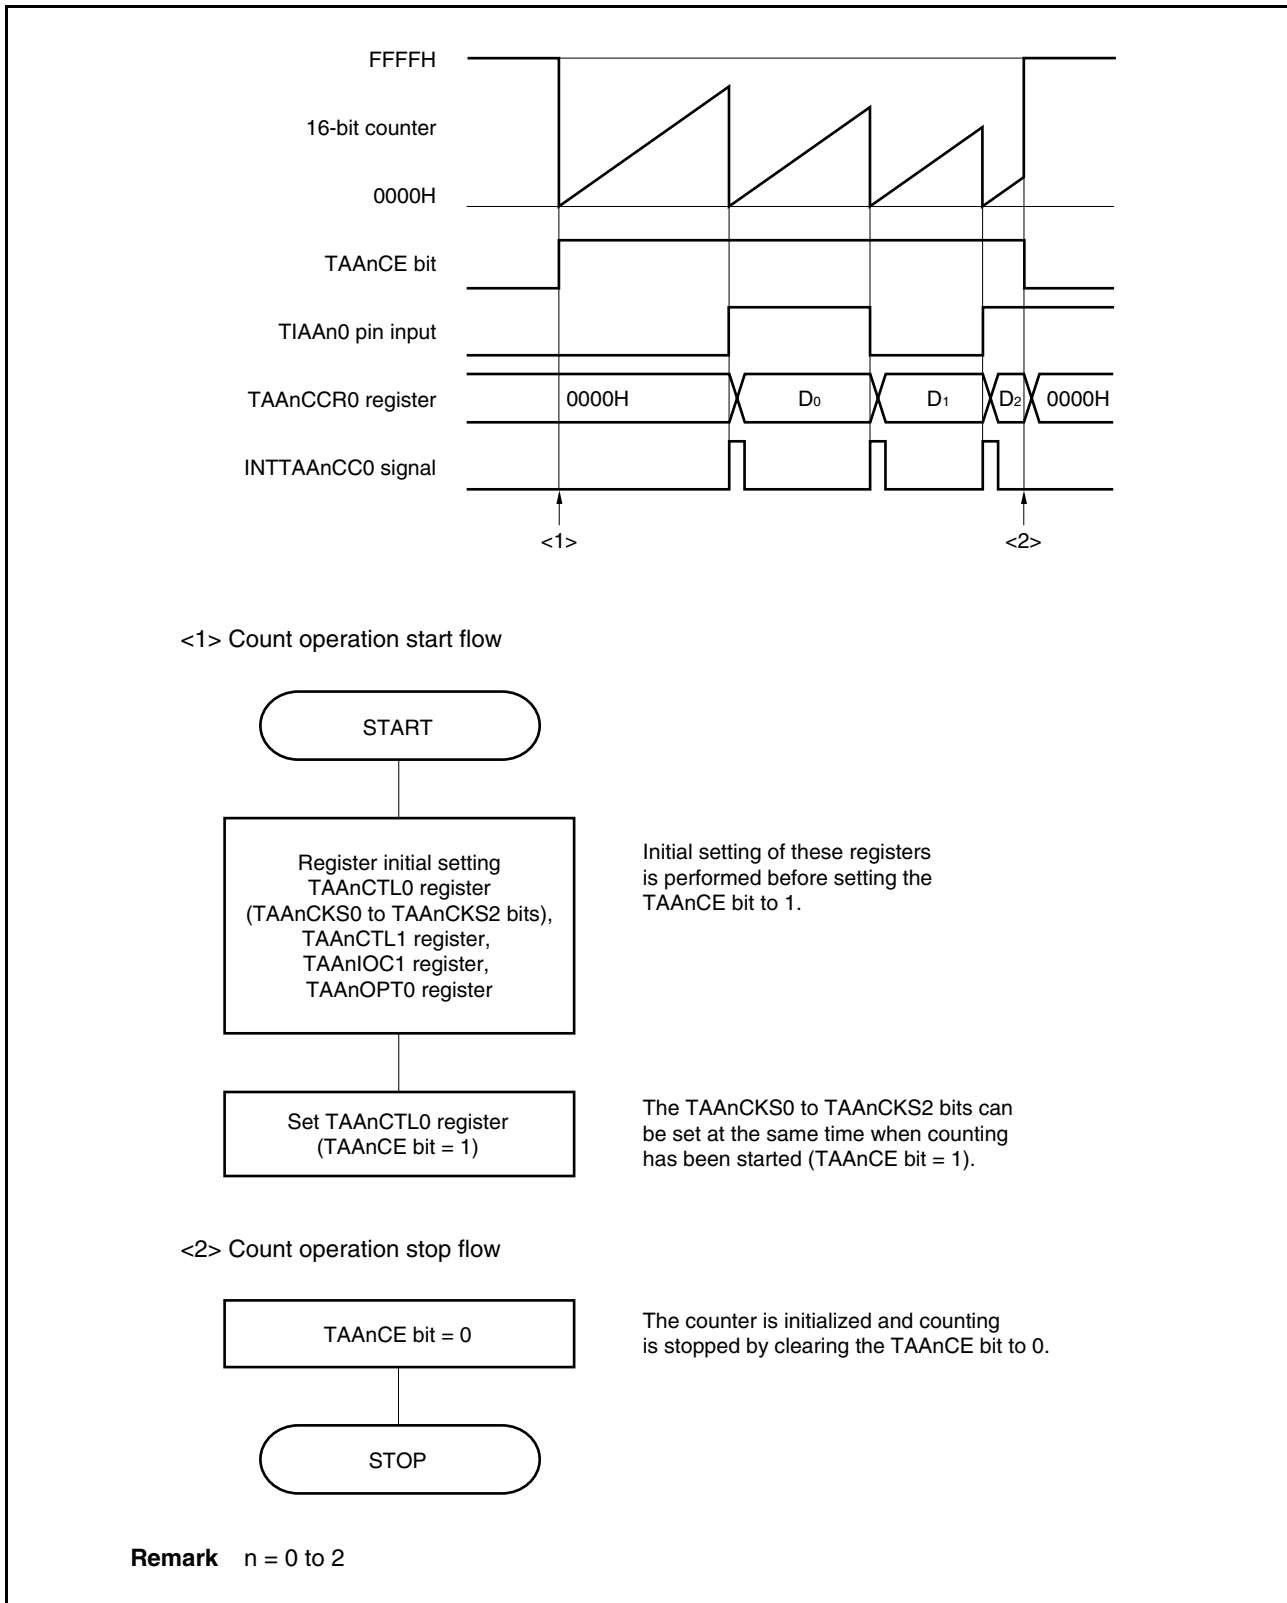 FFFFH
16-bit counter
0000H
TAAnCE bit
TIAAn0 pin input
TAAnCCR0 register 0000H D0 D1 D2 0000H
INTTAAnCC0 signal
<1> <2>
<1> Count operation start flow
START
Register initial setting
TAAnCTL0 register
(TAAnCKS0 to TAAnCKS2 bits),
TAAnCTL1 register,
TAAnIOC1 register,
TAAnOPT0 register
Initial setting of these registers
is performed before setting the
TAAnCE bit to 1.
Set TAAnCTL0 register
(TAAnCE bit = 1)
The TAAnCKS0 to TAAnCKS2 bits can
be set at the same time when counting
has been started (TAAnCE bit = 1).
<2> Count operation stop flow
TAAnCE bit = 0
The counter is initialized and counting
is stopped by clearing the TAAnCE bit to 0.
STOP
Remark n = 0 to 2